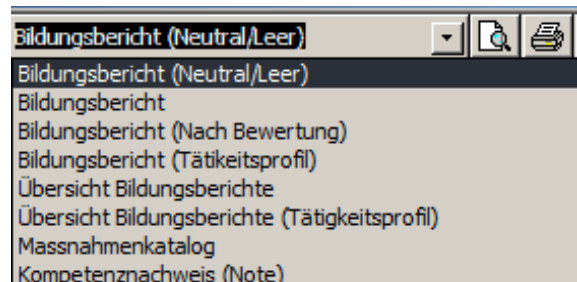 Bildungsbericht (Neutral/Leer)
Bildungsbericht (Neutral/Leer)
Bildungsbericht
Bildungsbericht (Nach Bewertung)
Bildungsbericht (Tätikeitsprofil)
Übersicht Bildungsberichte
Übersicht Bildungsberichte (Tätigkeitsprofil)
Massnahmenkatalog
Kompetenznachweis (Note)